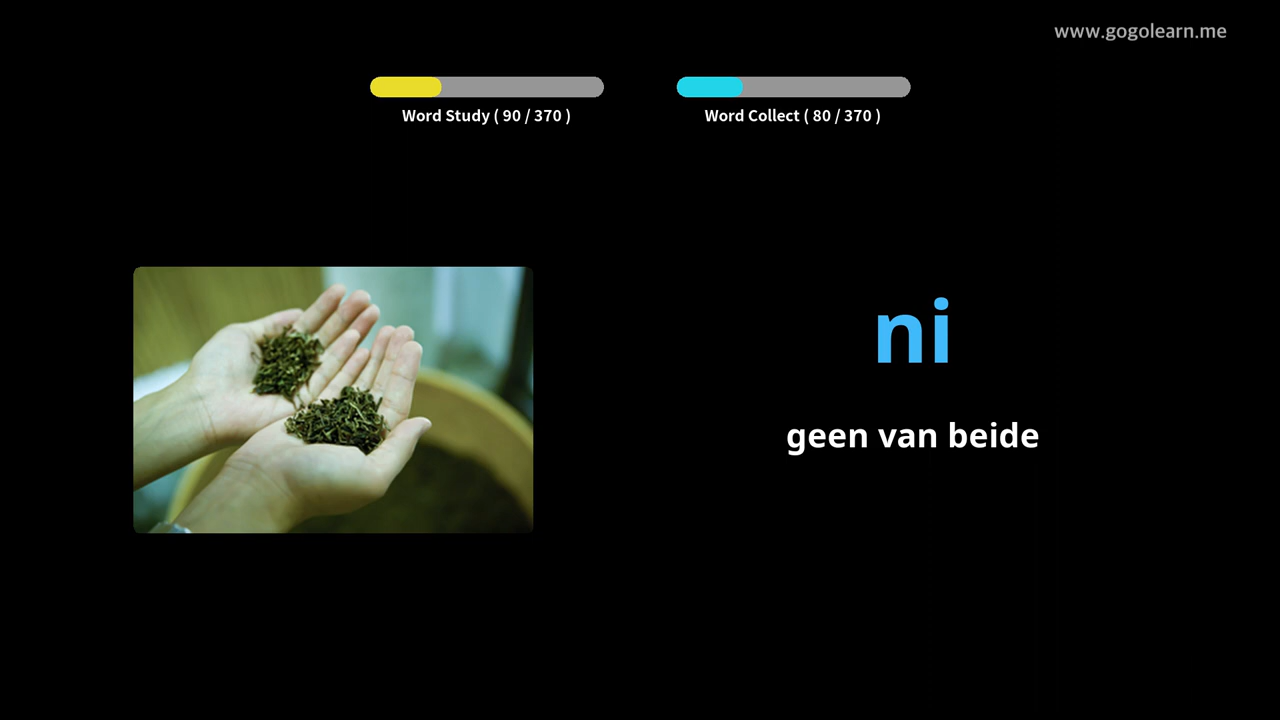 www.gogolearn.me
Word Study ( 90 / 370 )
Word Collect ( 80 / 370 )
ni
geen van beide